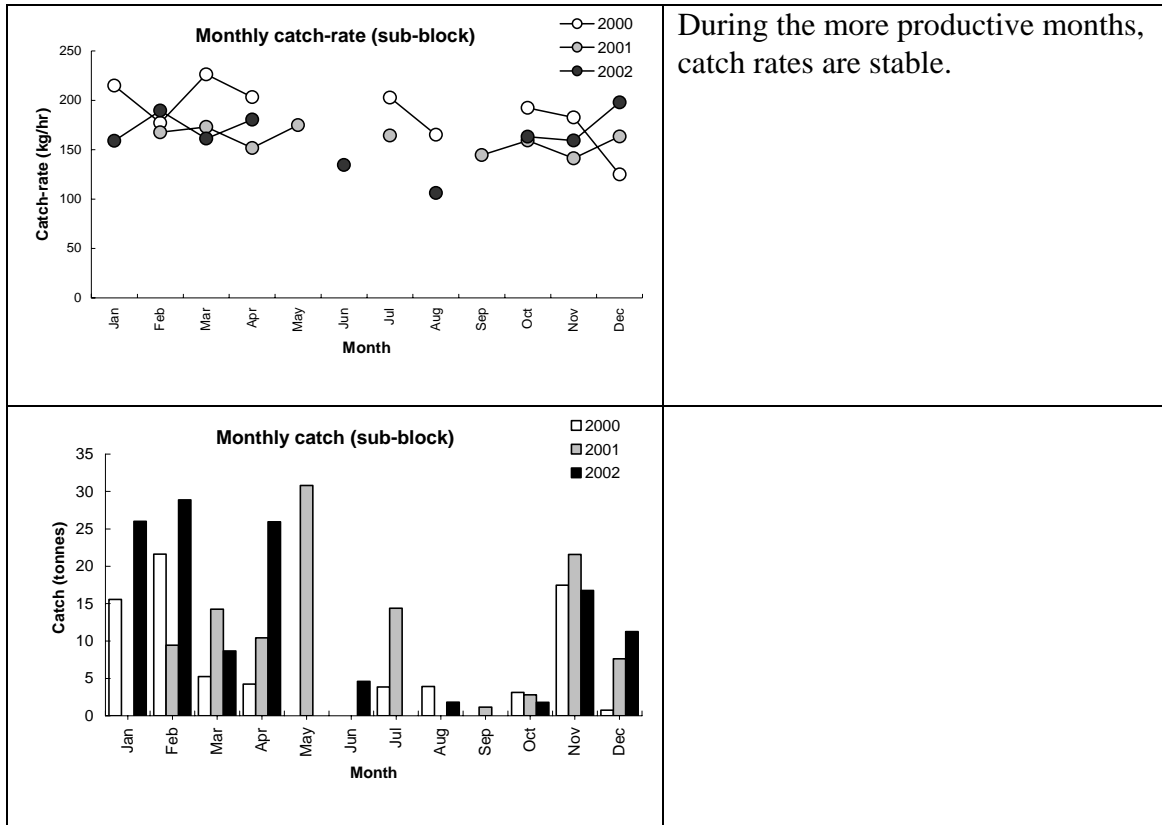 Monthly catch-rate (sub-block)
2000
2001
2002
250
200
150
100
50
0
Catch-rate (kg/hr)
Jan Feb Mar Apr May Jun Jul Aug Sep Oct Nov Dec
Month
During the more productive months,
catch rates are stable.
Monthly catch (sub-block)
2000
2001
2002
35
30
25
20
15
10
5
0
Catch (tonnes)
Jan Feb Mar Apr May Jun Jul Aug Sep Oct Nov Dec
Month